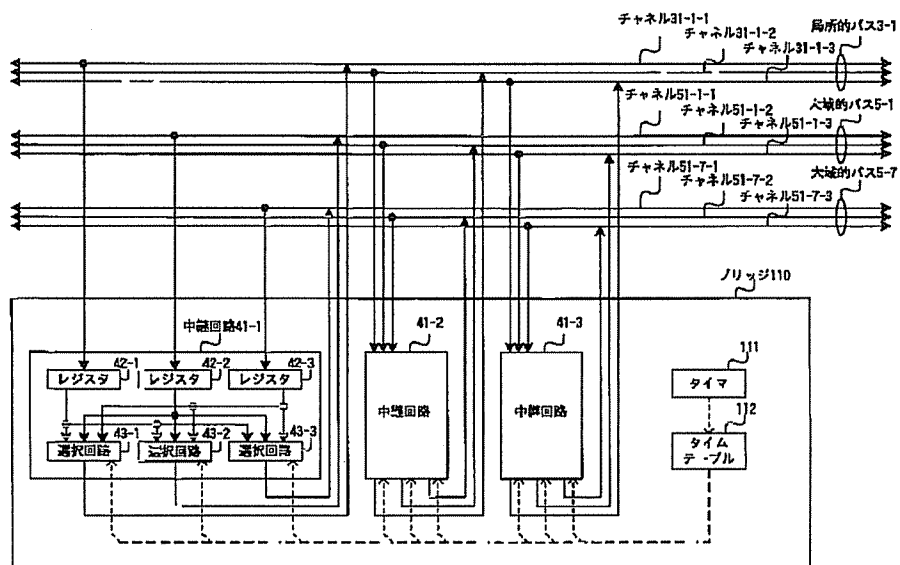 チャネル31-1-1
チャネル31-1-2
チャネル31-1-3
局所的バス3-1
チャネル51-1-1
チャネル51-1-2
チャネル51-1-3
大域的バス5-1
チャネル51-7-1
チャネル51-7-2
チャネル51-7-3
大域的バス5-7
ブリッジ110
中継回路41-1
41-2
41-3
111
42-1
42-2
42-3
レジスタ
レジスタ
レジスタ
タイマ
中継回路
中継回路
112
43-1
43-2
43-3
選択回路
選択回路
選択回路
タイム
テーブル